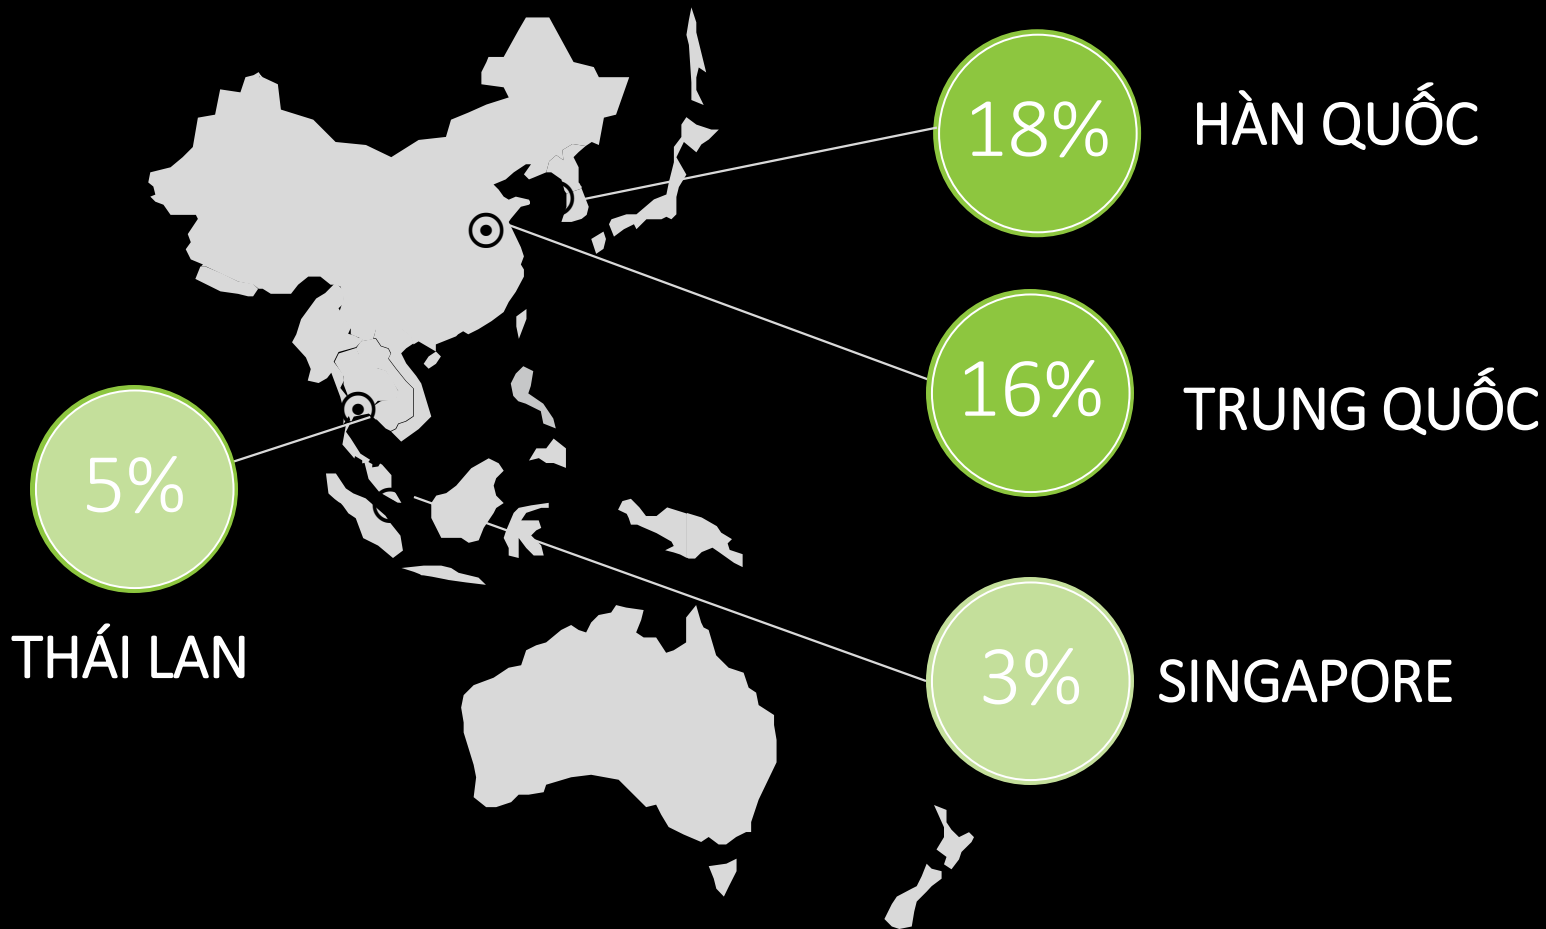 18%
HÀN QUỐC
16%
TRUNG QUỐC
5%
THÁI LAN
3%
SINGAPORE